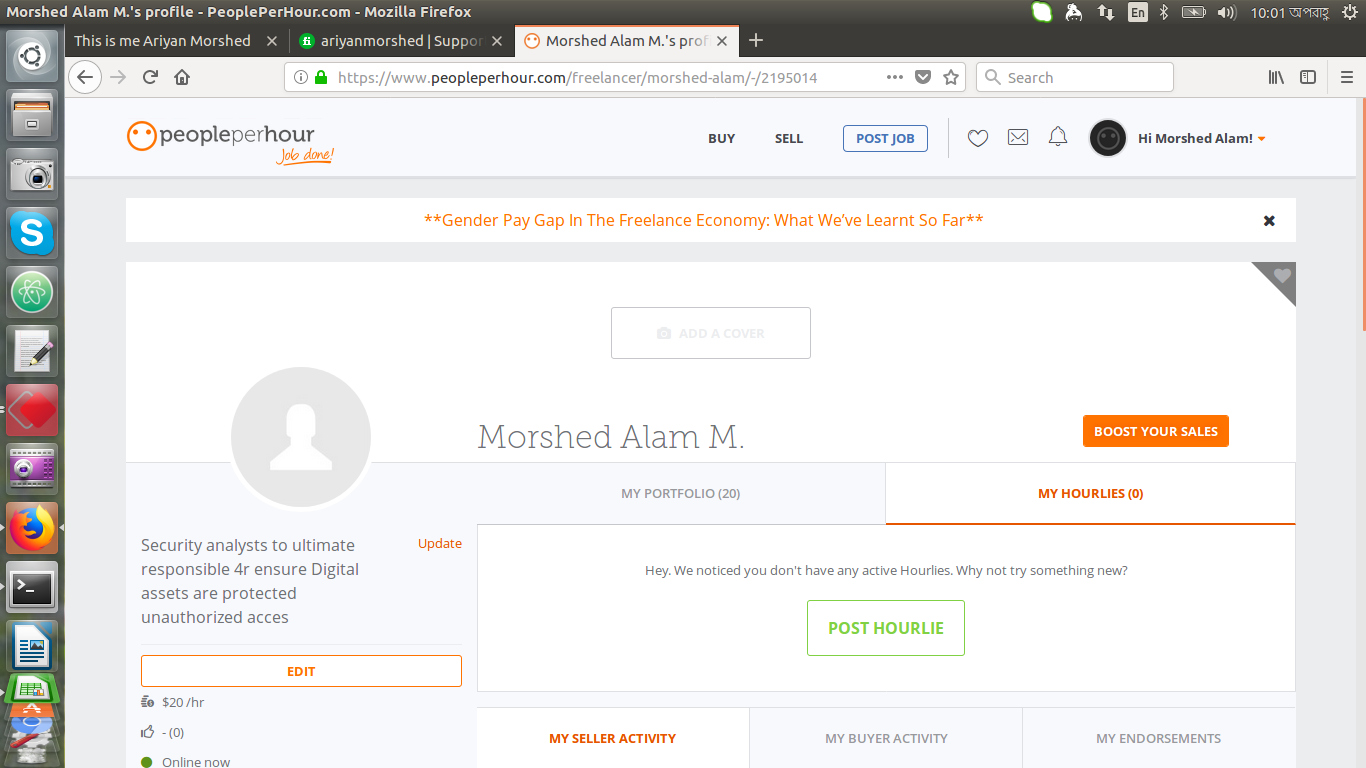 Morshed Alam M.'s profile - PeoplePerHour.com - Mozilla Firefox
En
10:01 অপরাহ্ণ
This is me Ariyan Morshed
ariyanmorshed | Suppor
Morshed Alam M.'s prof
https://www.peopleperhour.com/freelancer/morshed-alam/-/2195014
Search
peopleperhour
Job done!
BUY
SELL
POST JOB
Hi Morshed Alam!
**Gender Pay Gap In The Freelance Economy: What We've Learnt So Far**
ADD A COVER
Morshed Alam M.
BOOST YOUR SALES
MY PORTFOLIO (20)
MY HOURLIES (0)
Security analysts to ultimate
responsible 4r ensure Digital
assets are protected
unauthorized acces
Update
Hey. We noticed you don't have any active Hourlies. Why not try something new?
POST HOURLIE
EDIT
$20 /hr
- (0)
Online now
MY SELLER ACTIVITY
MY BUYER ACTIVITY
MY ENDORSEMENTS